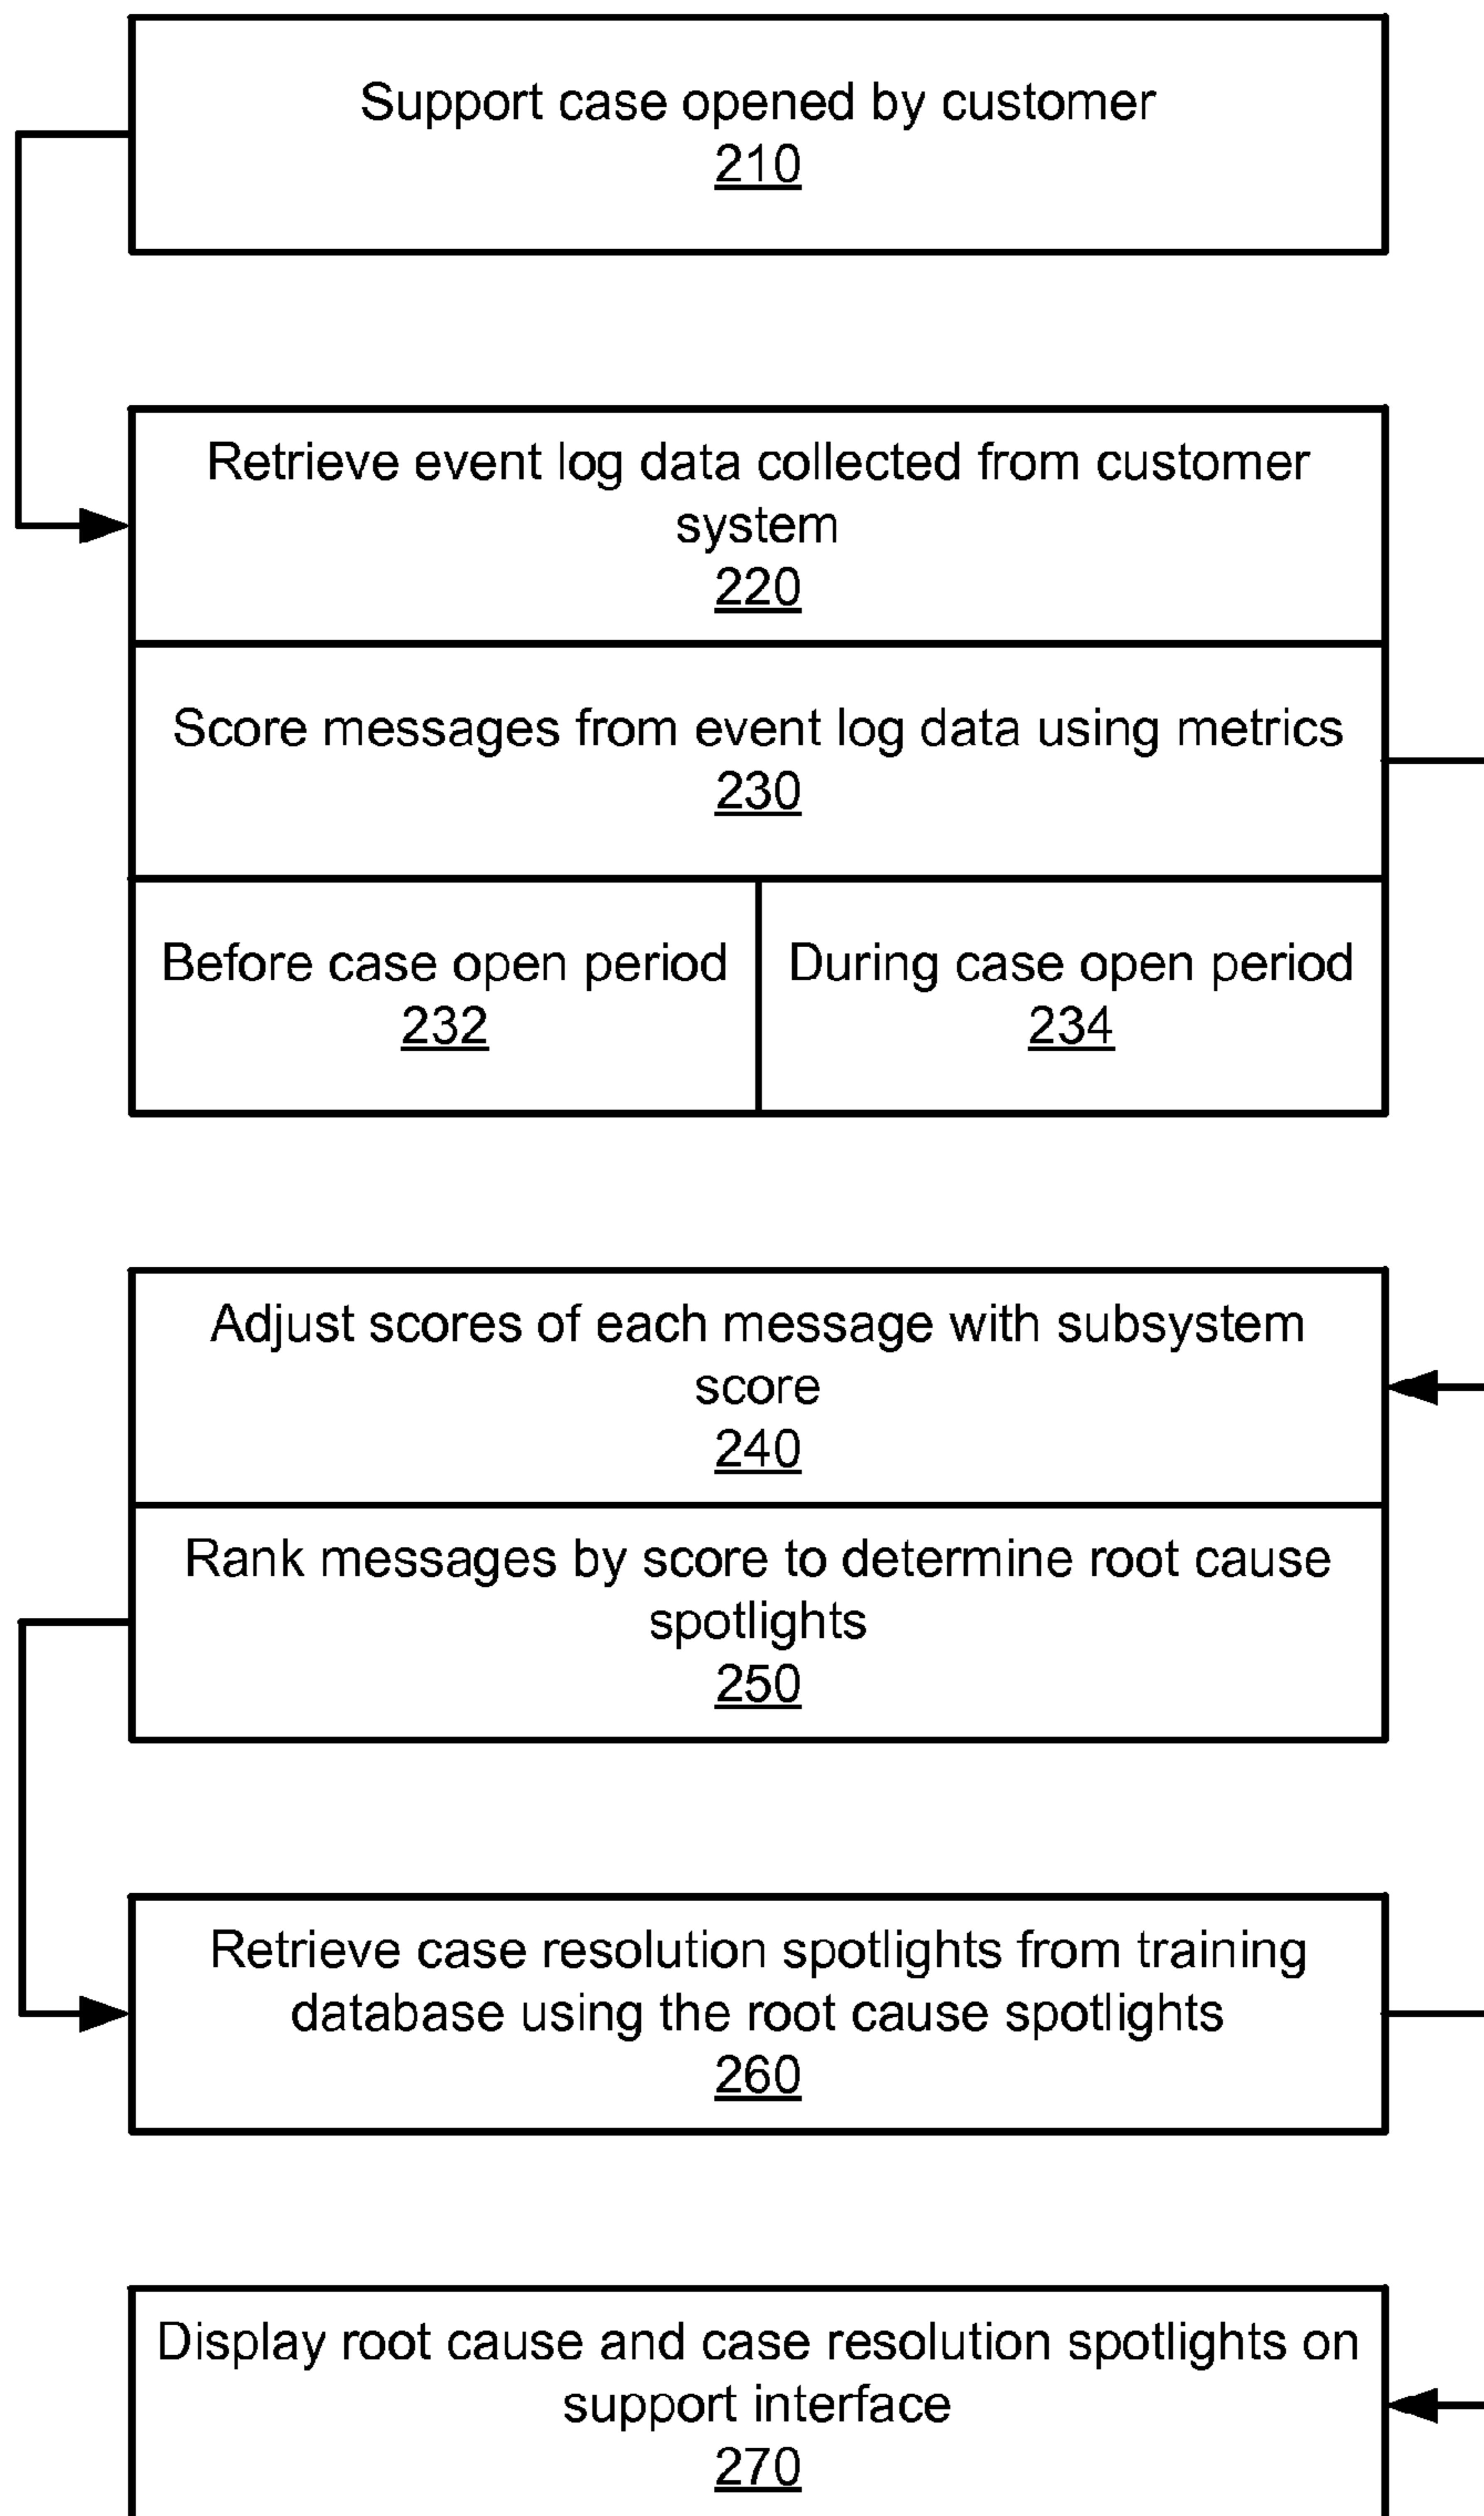 Support case opened by customer
210
Retrieve event log data collected from customer
system
220
Score messages from event log data using metrics
230
Before case open period
232
During case open period
234
Adjust scores of each message with subsystem
score
240
Rank messages by score to determine root cause
spotlights
250
Retrieve case resolution spotlights from training
database using the root cause spotlights
260
Display root cause and case resolution spotlights on
support interface
270